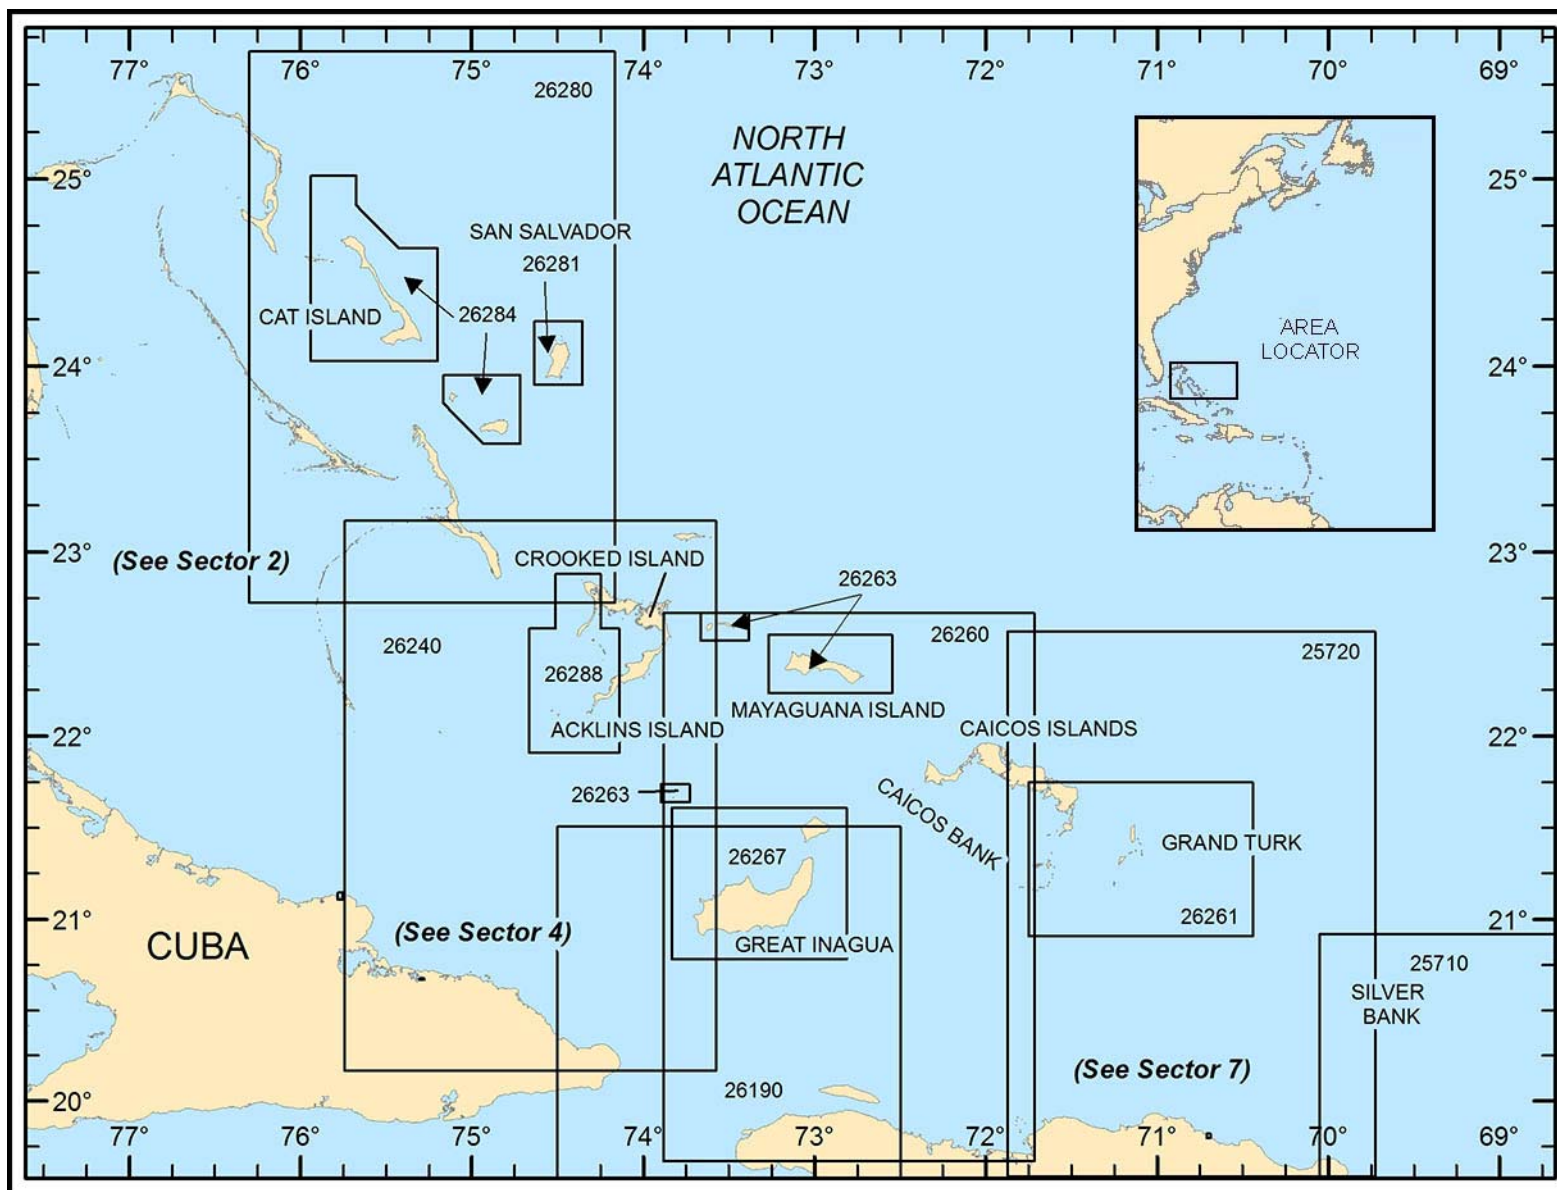 77°
76°
75°
74°
73°
72°
71°
70°
69°
26280
NORTH
ATLANTIC
OCEAN
25°
25°
SAN SALVADOR
26281
CAT ISLAND
26284
AREA
LOCATOR
24°
24°
23°
23°
(See Sector 2)
CROOKED ISLAND
26263
26240
26260
25720
26288
MAYAGUANA ISLAND
ACKLINS ISLAND
CAICOS ISLANDS
22°
22°
26263
CAICOS BANK
GRAND TURK
26267
26261
21°
21°
(See Sector 4)
CUBA
GREAT INAGUA
25710
SILVER
BANK
(See Sector 7)
26190
20°
20°
77°
76°
75°
74°
73°
72°
71°
70°
69°